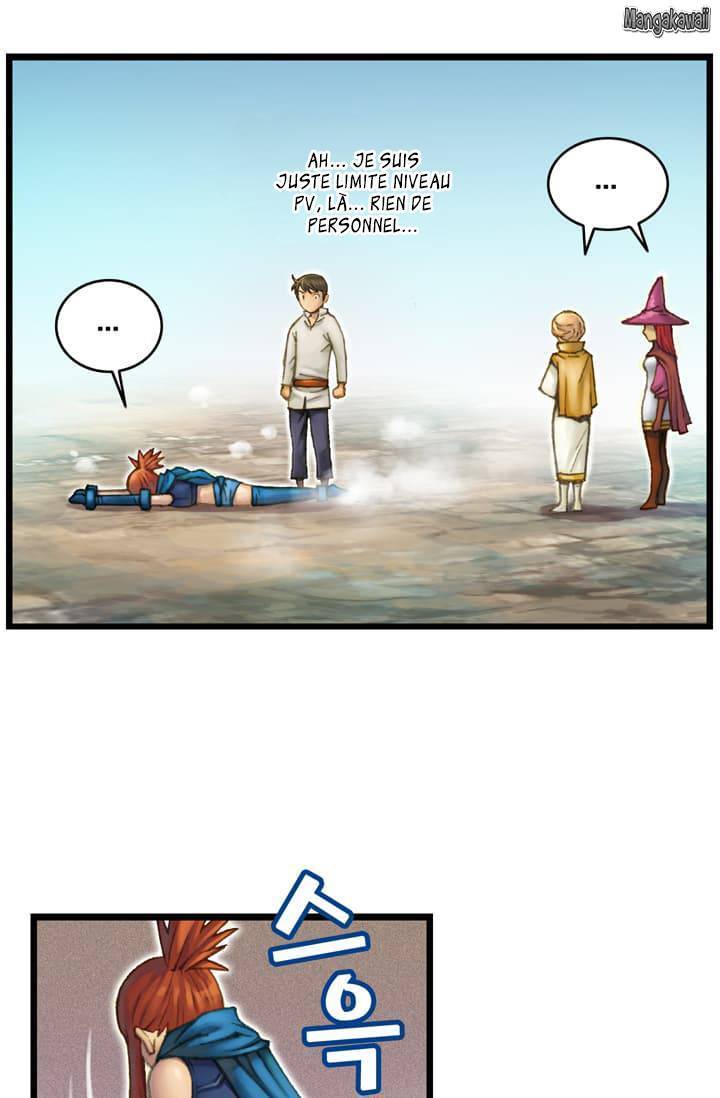 Mangakawaii
AH... JE SUIS
JUSTE LIMITE NIVEAU
PV, LÀ... RIEN DE
PERSONNEL...
...
...
스윽